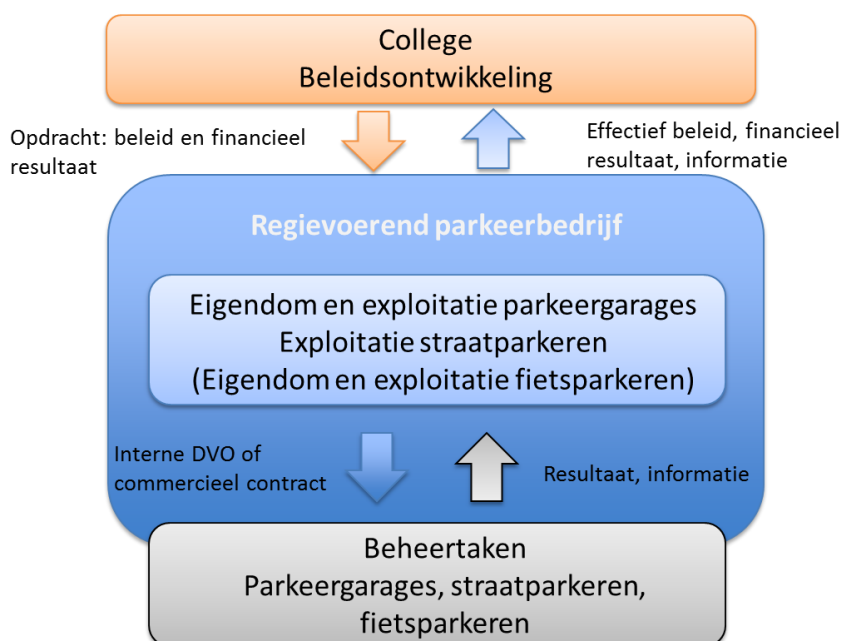 College
Beleidsontwikkeling
Opdracht: beleid en financieel
resultaat
Effectief beleid, financieel
resultaat, informatie
Regievoerend parkeerbedrijf
Eigendom en exploitatie parkeergarages
Exploitatie straatparkeren
(Eigendom en exploitatie fietsparkeren)
Interne DVO of
commercieel contract
Resultaat, informatie
Beheertaken
Parkeergarages, straatparkeren,
fietsparkeren